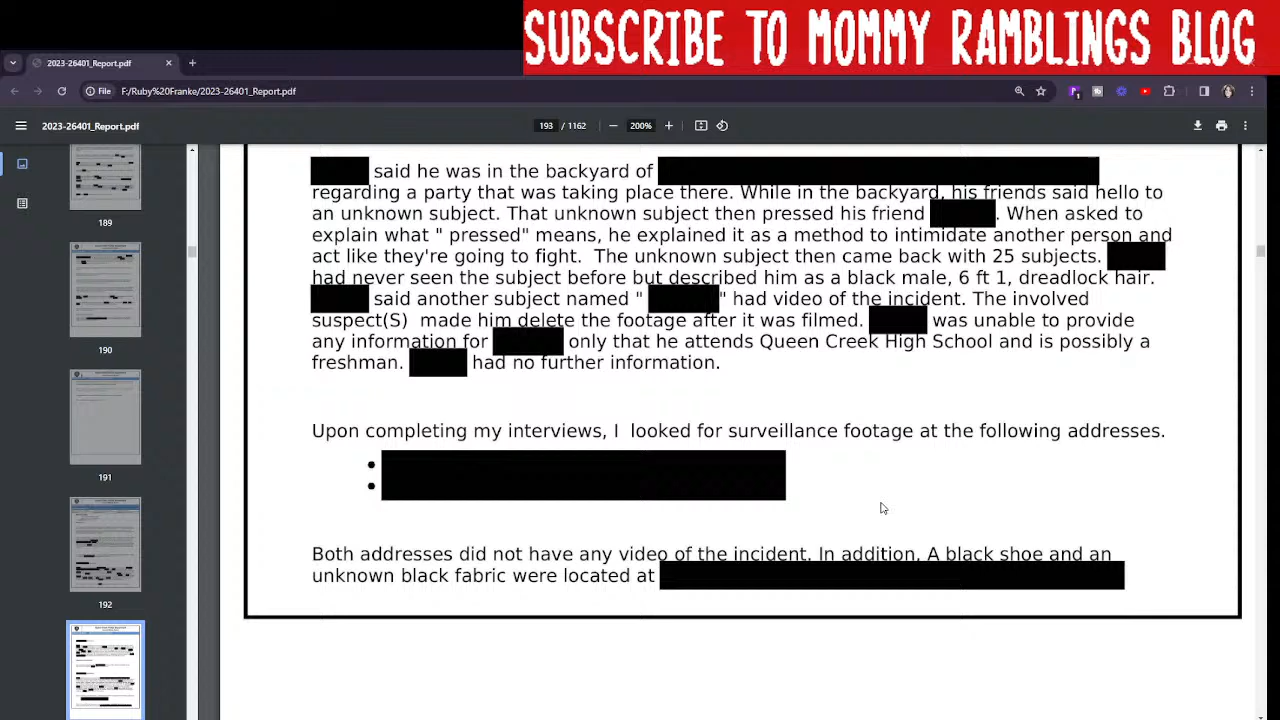 SUBSCRIBE TO MOMMY RAMBLINGS BLOG
2023-26401_Report.pdf
File F:/Ruby%20Franke/2023-26401_Report.pdf
2023-26401_Report.pdf 193 / 1162 200%
said he was in the backyard of
regarding a party that was taking place there. While in the backyard, his friends said hello to
an unknown subject. That unknown subject then pressed his friend . When asked to
explain what " pressed" means, he explained it as a method to intimidate another person and
act like they're going to fight. The unknown subject then came back with 25 subjects.
had never seen the subject before but described him as a black male, 6 ft 1, dreadlock hair.
said another subject named " " had video of the incident. The involved
suspect(S) made him delete the footage after it was filmed. was unable to provide
any information for only that he attends Queen Creek High School and is possibly a
freshman. had no further information.
Upon completing my interviews, I looked for surveillance footage at the following addresses.
Both addresses did not have any video of the incident. In addition, A black shoe and an
unknown black fabric were located at
189
190
191
192